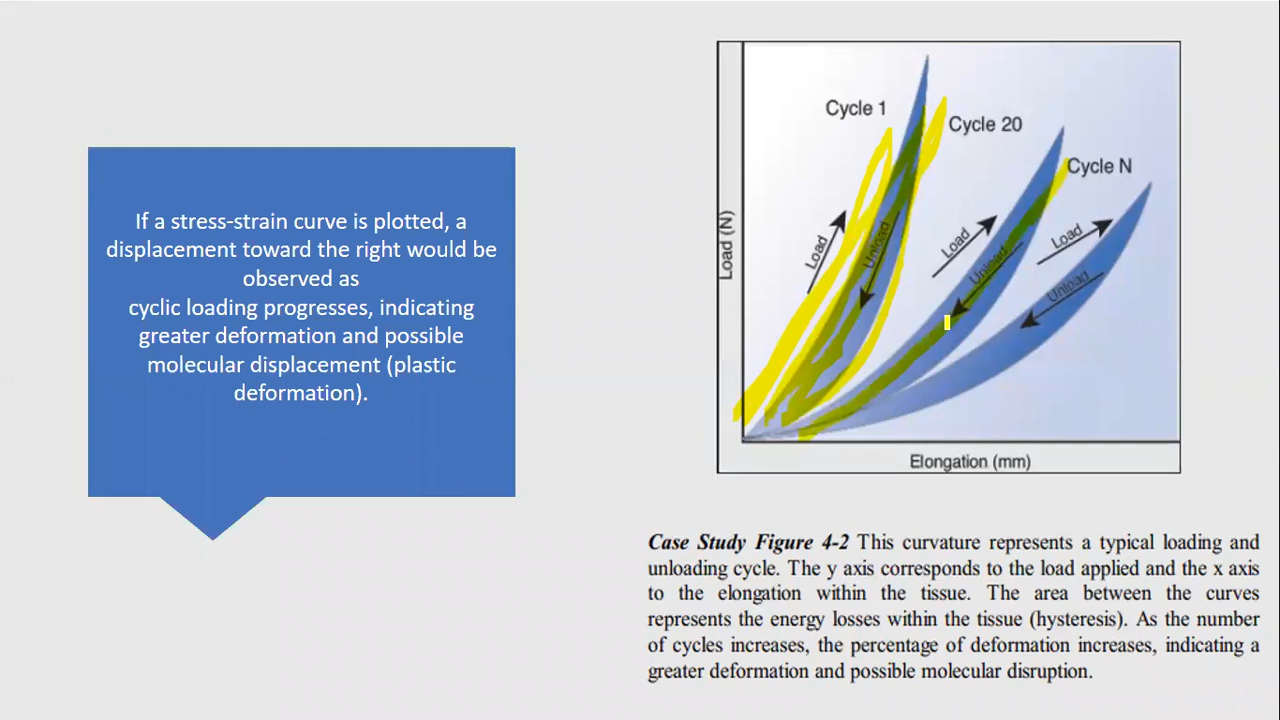 If a stress-strain curve is plotted, a
displacement toward the right would be
observed as
cyclic loading progresses, indicating
greater deformation and possible
molecular displacement (plastic
deformation).
Cycle 1
Cycle 20
Cycle N
Load
Unload
Load
Unload
Load
Unload
Load (N)
Elongation (mm)
Case Study Figure 4-2 This curvature represents a typical loading and
unloading cycle. The y axis corresponds to the load applied and the x axis
to the elongation within the tissue. The area between the curves
represents the energy losses within the tissue (hysteresis). As the number
of cycles increases, the percentage of deformation increases, indicating a
greater deformation and possible molecular disruption.